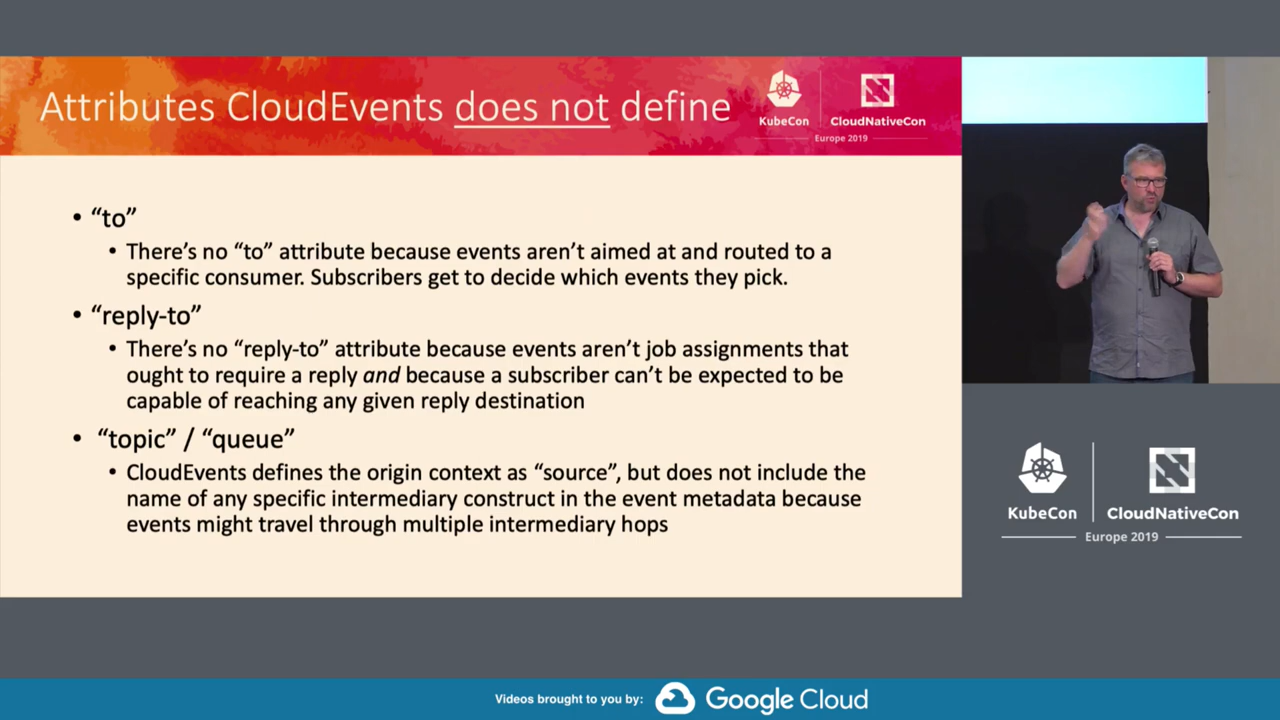 Attributes CloudEvents does not define
KubeCon
CloudNativeCon
Europe 2019
• “to”
• There’s no “to” attribute because events aren’t aimed at and routed to a
specific consumer. Subscribers get to decide which events they pick.
• “reply-to”
• There’s no “reply-to” attribute because events aren’t job assignments that
ought to require a reply and because a subscriber can’t be expected to be
capable of reaching any given reply destination
• “topic” / “queue”
• CloudEvents defines the origin context as “source”, but does not include the
name of any specific intermediary construct in the event metadata because
events might travel through multiple intermediary hops
KubeCon
CloudNativeCon
Europe 2019
Videos brought to you by:
Google Cloud